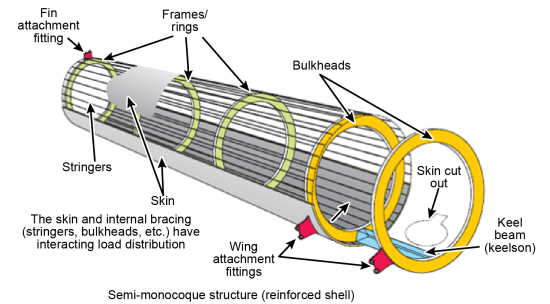 Fin
attachment
fitting
Frames/
rings
Bulkheads
Stringers
Skin
Skin cut
out
The skin and internal bracing
(stringers, bulkheads, etc.) have
interacting load distribution
Wing
attachment
fittings
Keel
beam
(keelson)
Semi-monocoque structure (reinforced shell)